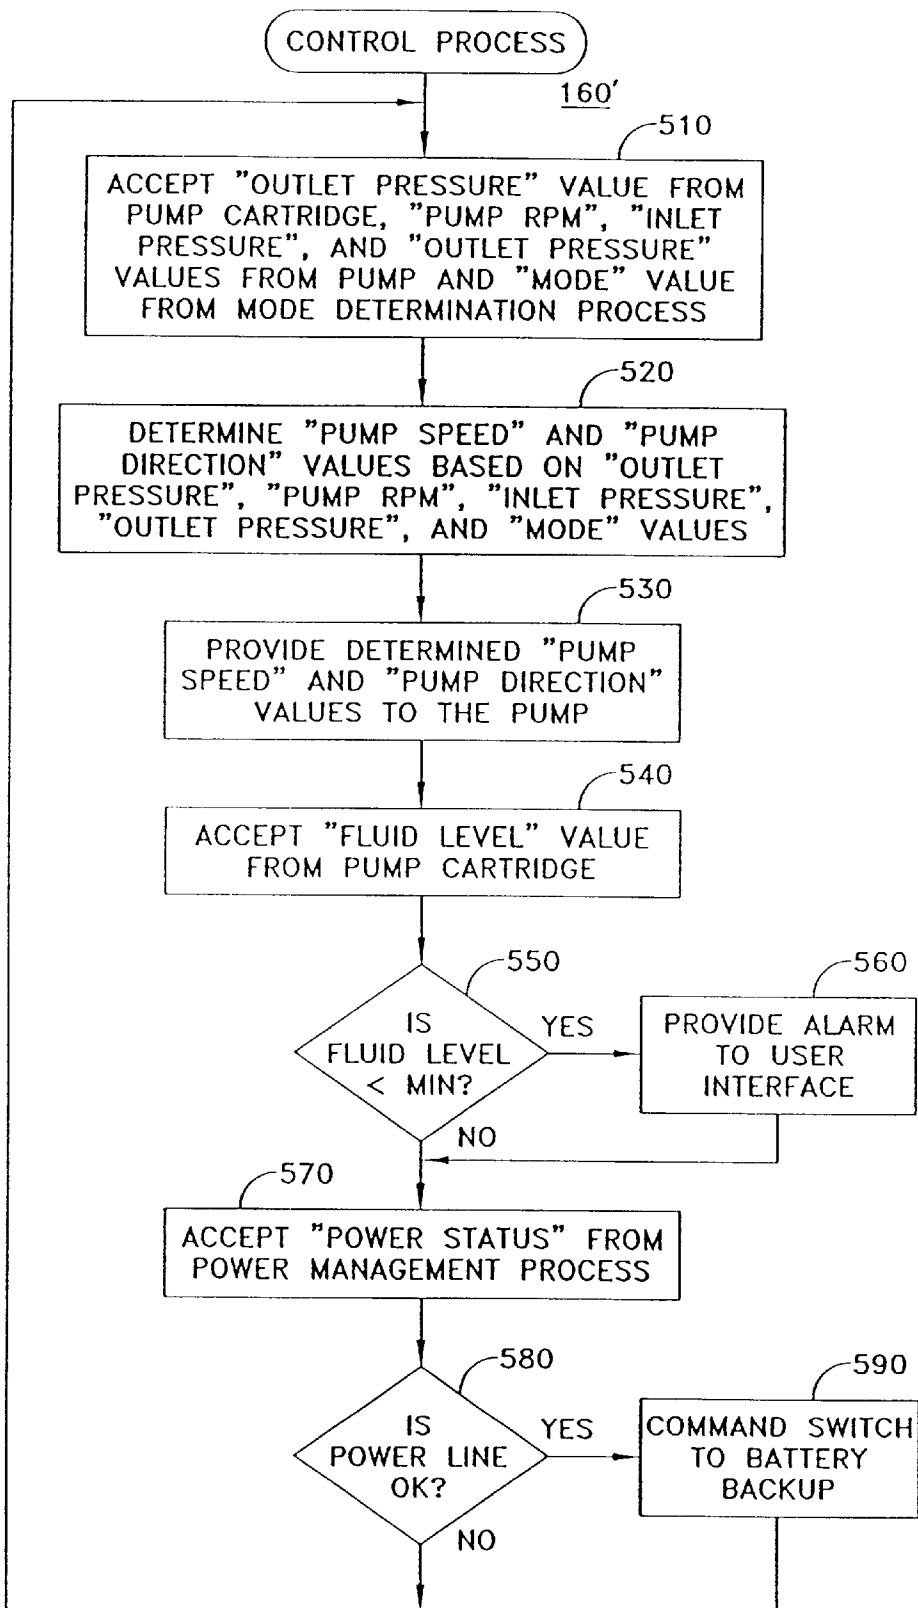 CONTROL PROCESS
160'
510
ACCEPT "OUTLET PRESSURE" VALUE FROM
PUMP CARTRIDGE, "PUMP RPM", "INLET
PRESSURE", AND "OUTLET PRESSURE"
VALUES FROM PUMP AND "MODE" VALUE
FROM MODE DETERMINATION PROCESS
520
DETERMINE "PUMP SPEED" AND "PUMP
DIRECTION" VALUES BASED ON "OUTLET
PRESSURE", "PUMP RPM", "INLET PRESSURE",
"OUTLET PRESSURE", AND "MODE" VALUES
530
PROVIDE DETERMINED "PUMP
SPEED" AND "PUMP DIRECTION"
VALUES TO THE PUMP
540
ACCEPT "FLUID LEVEL" VALUE
FROM PUMP CARTRIDGE
550
IS
FLUID LEVEL
< MIN?
YES
560
PROVIDE ALARM
TO USER
INTERFACE
NO
570
ACCEPT "POWER STATUS" FROM
POWER MANAGEMENT PROCESS
580
IS
POWER LINE
OK?
YES
590
COMMAND SWITCH
TO BATTERY
BACKUP
NO